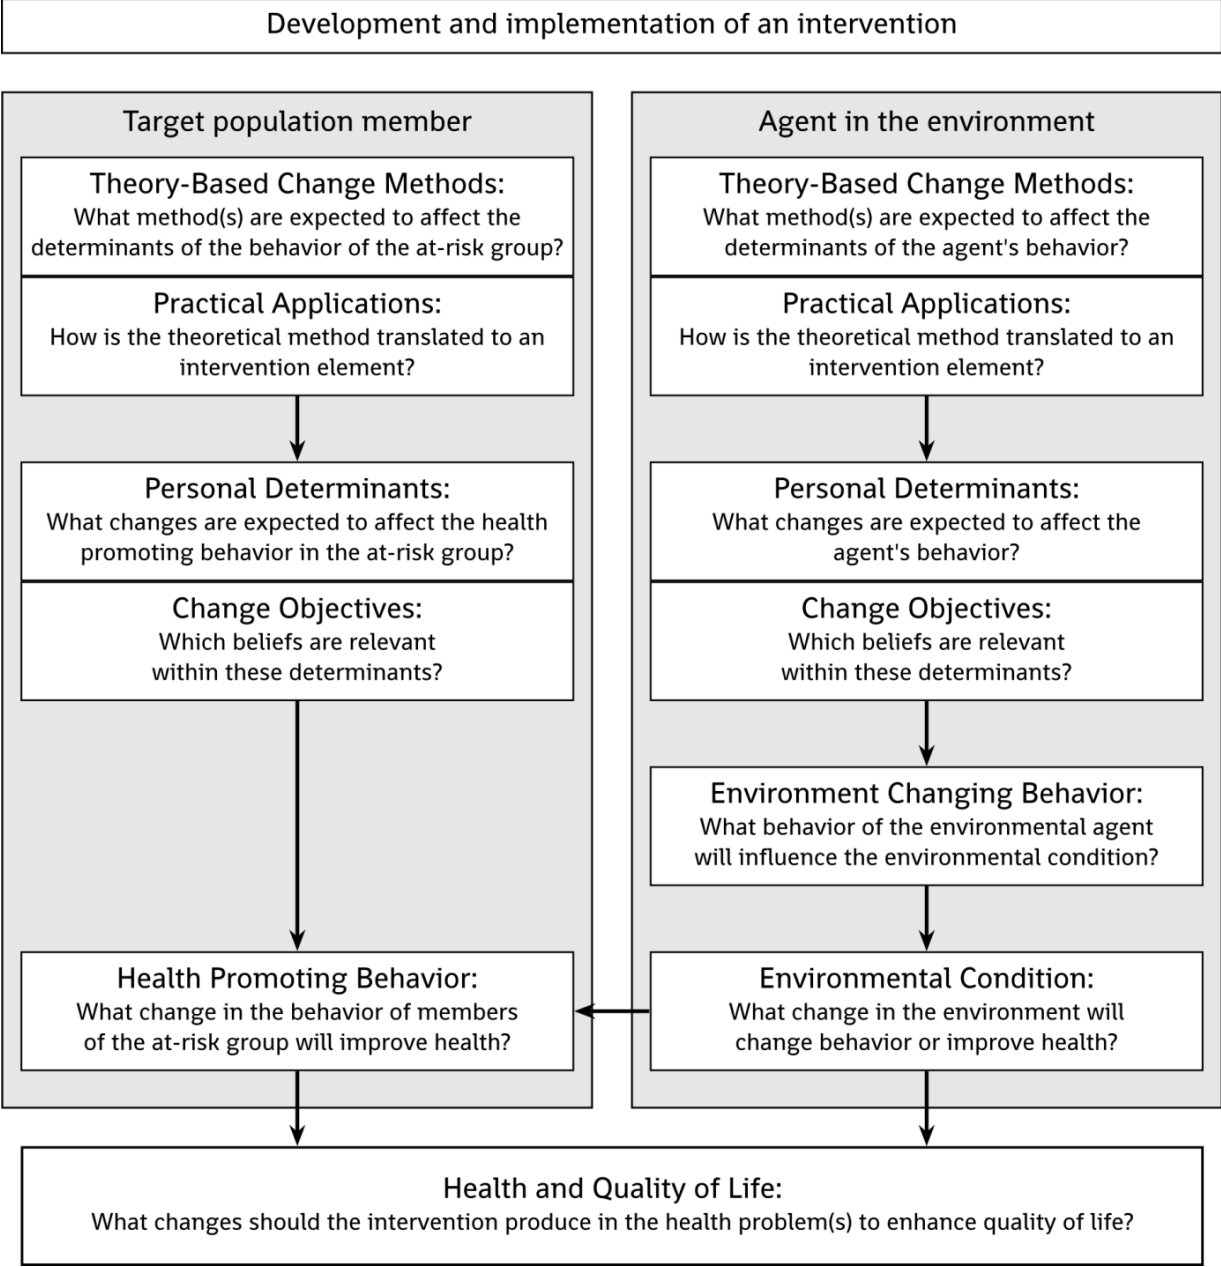 Development and implementation of an intervention
Target population member
Theory-Based Change Methods:
What method(s) are expected to affect the
determinants of the behavior of the at-risk group?
Practical Applications:
How is the theoretical method translated to an
intervention element?
Personal Determinants:
What changes are expected to affect the health
promoting behavior in the at-risk group?
Change Objectives:
Which beliefs are relevant
within these determinants?
Health Promoting Behavior:
What change in the behavior of members
of the at-risk group will improve health?
Agent in the environment
Theory-Based Change Methods:
What method(s) are expected to affect the
determinants of the agent's behavior?
Practical Applications:
How is the theoretical method translated to an
intervention element?
Personal Determinants:
What changes are expected to affect the
agent's behavior?
Change Objectives:
Which beliefs are relevant
within these determinants?
Environment Changing Behavior:
What behavior of the environmental agent
will influence the environmental condition?
Environmental Condition:
What change in the environment will
change behavior or improve health?
Health and Quality of Life:
What changes should the intervention produce in the health problem(s) to enhance quality of life?